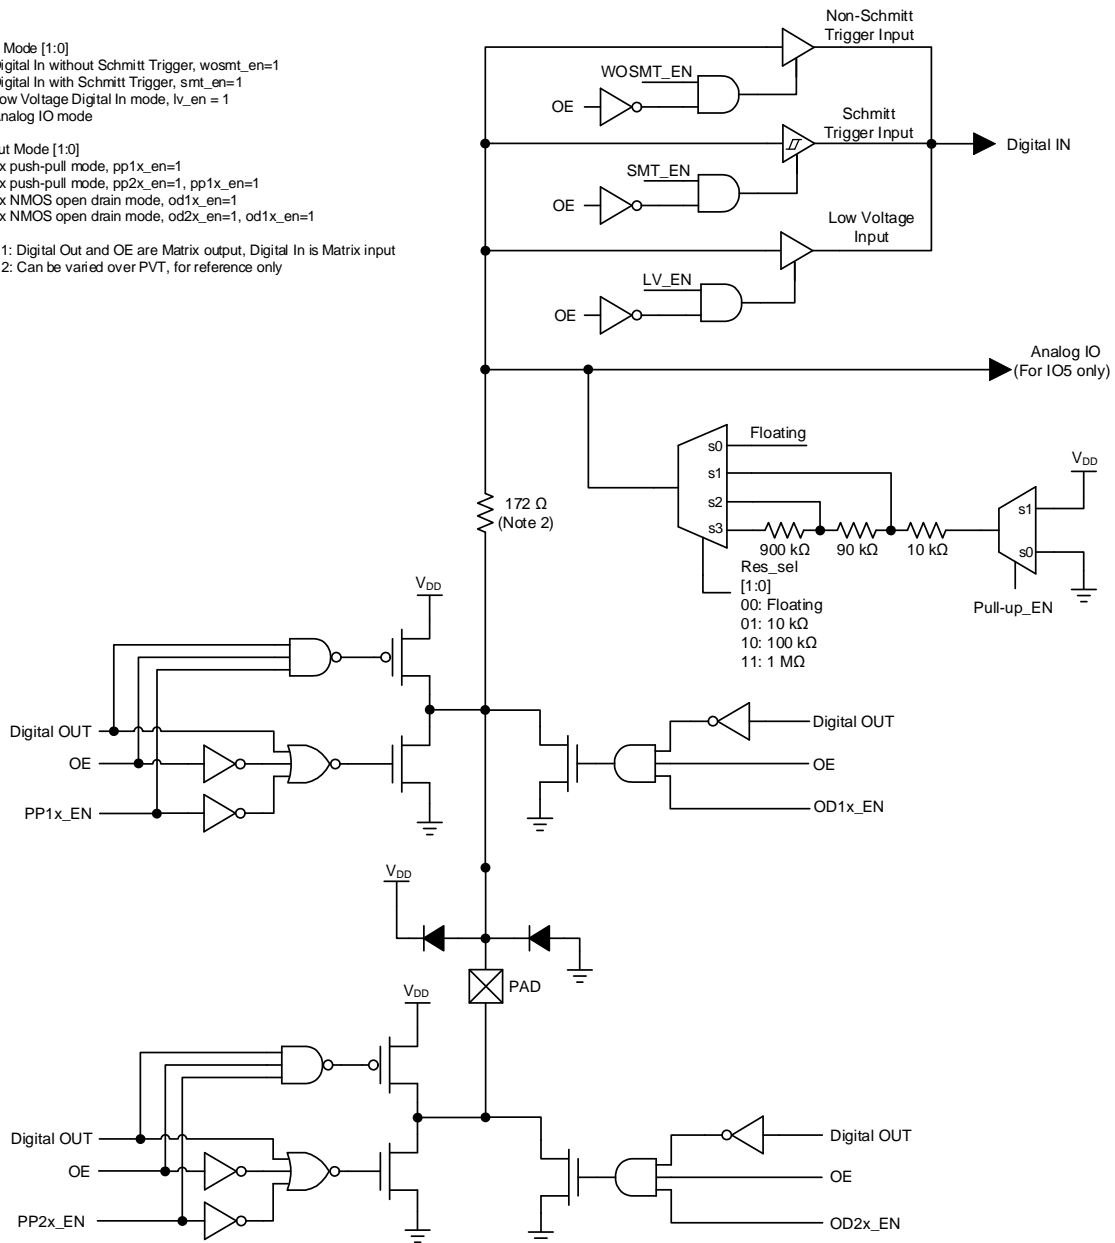 Mode [1:0]
igital In without Schmitt Trigger, wosmt_en=1
igital In with Schmitt Trigger, smt_en=1
ow Voltage Digital In mode, lv_en = 1
nalog IO mode
ut Mode [1:0]
x push-pull mode, pp1x_en=1
x push-pull mode, pp2x_en=1, pp1x_en=1
x NMOS open drain mode, od1x_en=1
x NMOS open drain mode, od2x_en=1, od1x_en=1
1: Digital Out and OE are Matrix output, Digital In is Matrix input
2: Can be varied over PVT, for reference only
Non-Schmitt
Trigger Input
WOSMT_EN
OE
Schmitt
Trigger Input
Digital IN
SMT_EN
OE
Low Voltage
Input
LV_EN
OE
Analog IO
(For IO5 only)
Floating
s0
s1
s2
s3
VDD
s1
s0
172 Ω
(Note 2)
900 kΩ
90 kΩ
10 kΩ
Res_sel
[1:0]
00: Floating
01: 10 kΩ
10: 100 kΩ
11: 1 MΩ
Pull-up_EN
VDD
Digital OUT
OE
PP1x_EN
Digital OUT
OE
OD1x_EN
VDD
PAD
VDD
Digital OUT
OE
PP2x_EN
Digital OUT
OE
OD2x_EN